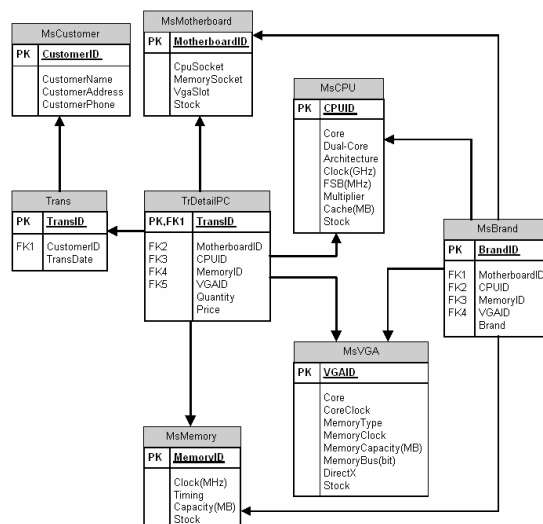 MsCustomer
PK CustomerID
CustomerName
CustomerAddress
CustomerPhone
MsMotherboard
PK MotherboardID
CpuSocket
MemorySocket
VgaSlot
Stock
MsCPU
PK CPUID
Core
Dual-Core
Architecture
Clock(GHz)
FSB(MHz)
Multiplier
Cache(MB)
Stock
Trans
PK TransID
FK1 CustomerID
TransDate
TrDetailPC
PK,FK1 TransID
FK2 MotherboardID
FK3 CPUID
FK4 MemoryID
FK5 VGAID
Quantity
Price
MsBrand
PK BrandID
FK1 MotherboardID
FK2 CPUID
FK3 MemoryID
FK4 VGAID
Brand
MsVGA
PK VGAID
Core
CoreClock
MemoryType
MemoryClock
MemoryCapacity(MB)
MemoryBus(bit)
DirectX
Stock
MsMemory
PK MemoryID
Clock(MHz)
Timing
Capacity(MB)
Stock